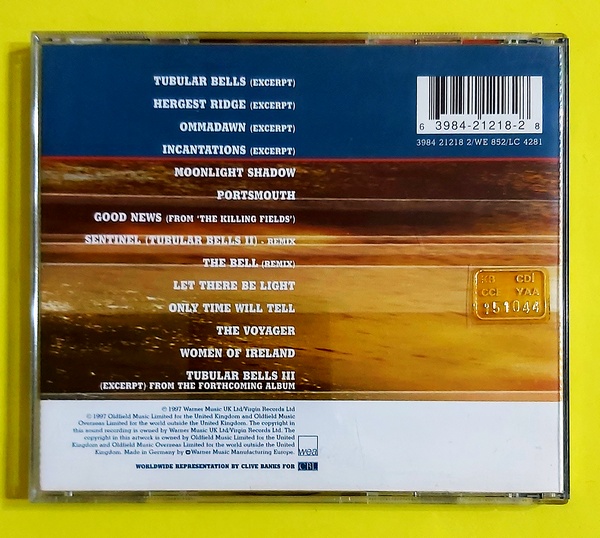 TUBULAR BELLS (EXCERPT)
HERGEST RIDGE (EXCERPT)
OMMADAWN (EXCERPT)
INCANTATIONS (EXCERPT)
MOONLIGHT SHADOW
PORTSMOUTH
GOOD NEWS (FROM 'THE KILLING FIELDS')
SENTINEL (TUBULAR BELLS II) - REMIX
THE BELL (REMIX)
LET THERE BE LIGHT
ONLY TIME WILL TELL
THE VOYAGER
WOMEN OF IRELAND
TUBULAR BELLS III
(EXCERPT) FROM THE FORTHCOMING ALBUM
6 3984-21218-2 8
3984 21218 2/WE 852/LC 4281
KB CDI
CCE YAA
151044
℗ 1997 Warner Music UK Ltd/Virgin Records Ltd
© 1997 Oldfield Music Limited for the United Kingdom and Oldfield Music
Overseas Limited for the world outside the United Kingdom. The copyright in
this sound recording is owned by Warner Music UK Ltd/Virgin Records Ltd. The
copyright in this artwork is owned by Oldfield Music Limited for the United
Kingdom and Oldfield Music Overseas Limited for the world outside the United
Kingdom. Made in Germany by Warner Music Manufacturing Europe.
wea
WORLDWIDE REPRESENTATION BY CLIVE BANKS FOR CBL